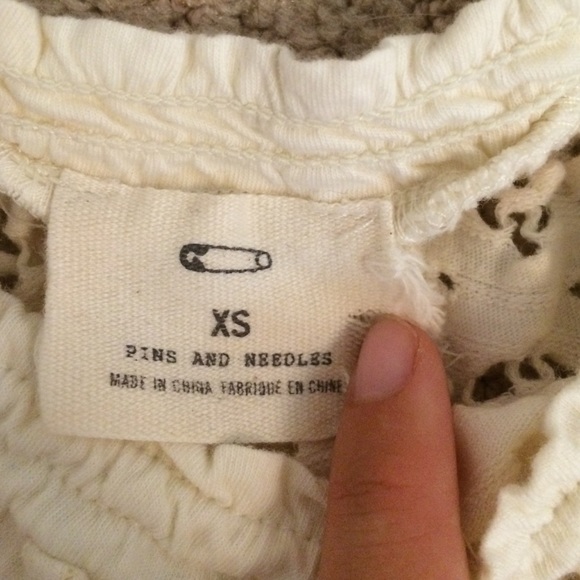 XS
PINS AND NEEDLES
MADE IN CHINA FABRIQUE EN CHINE